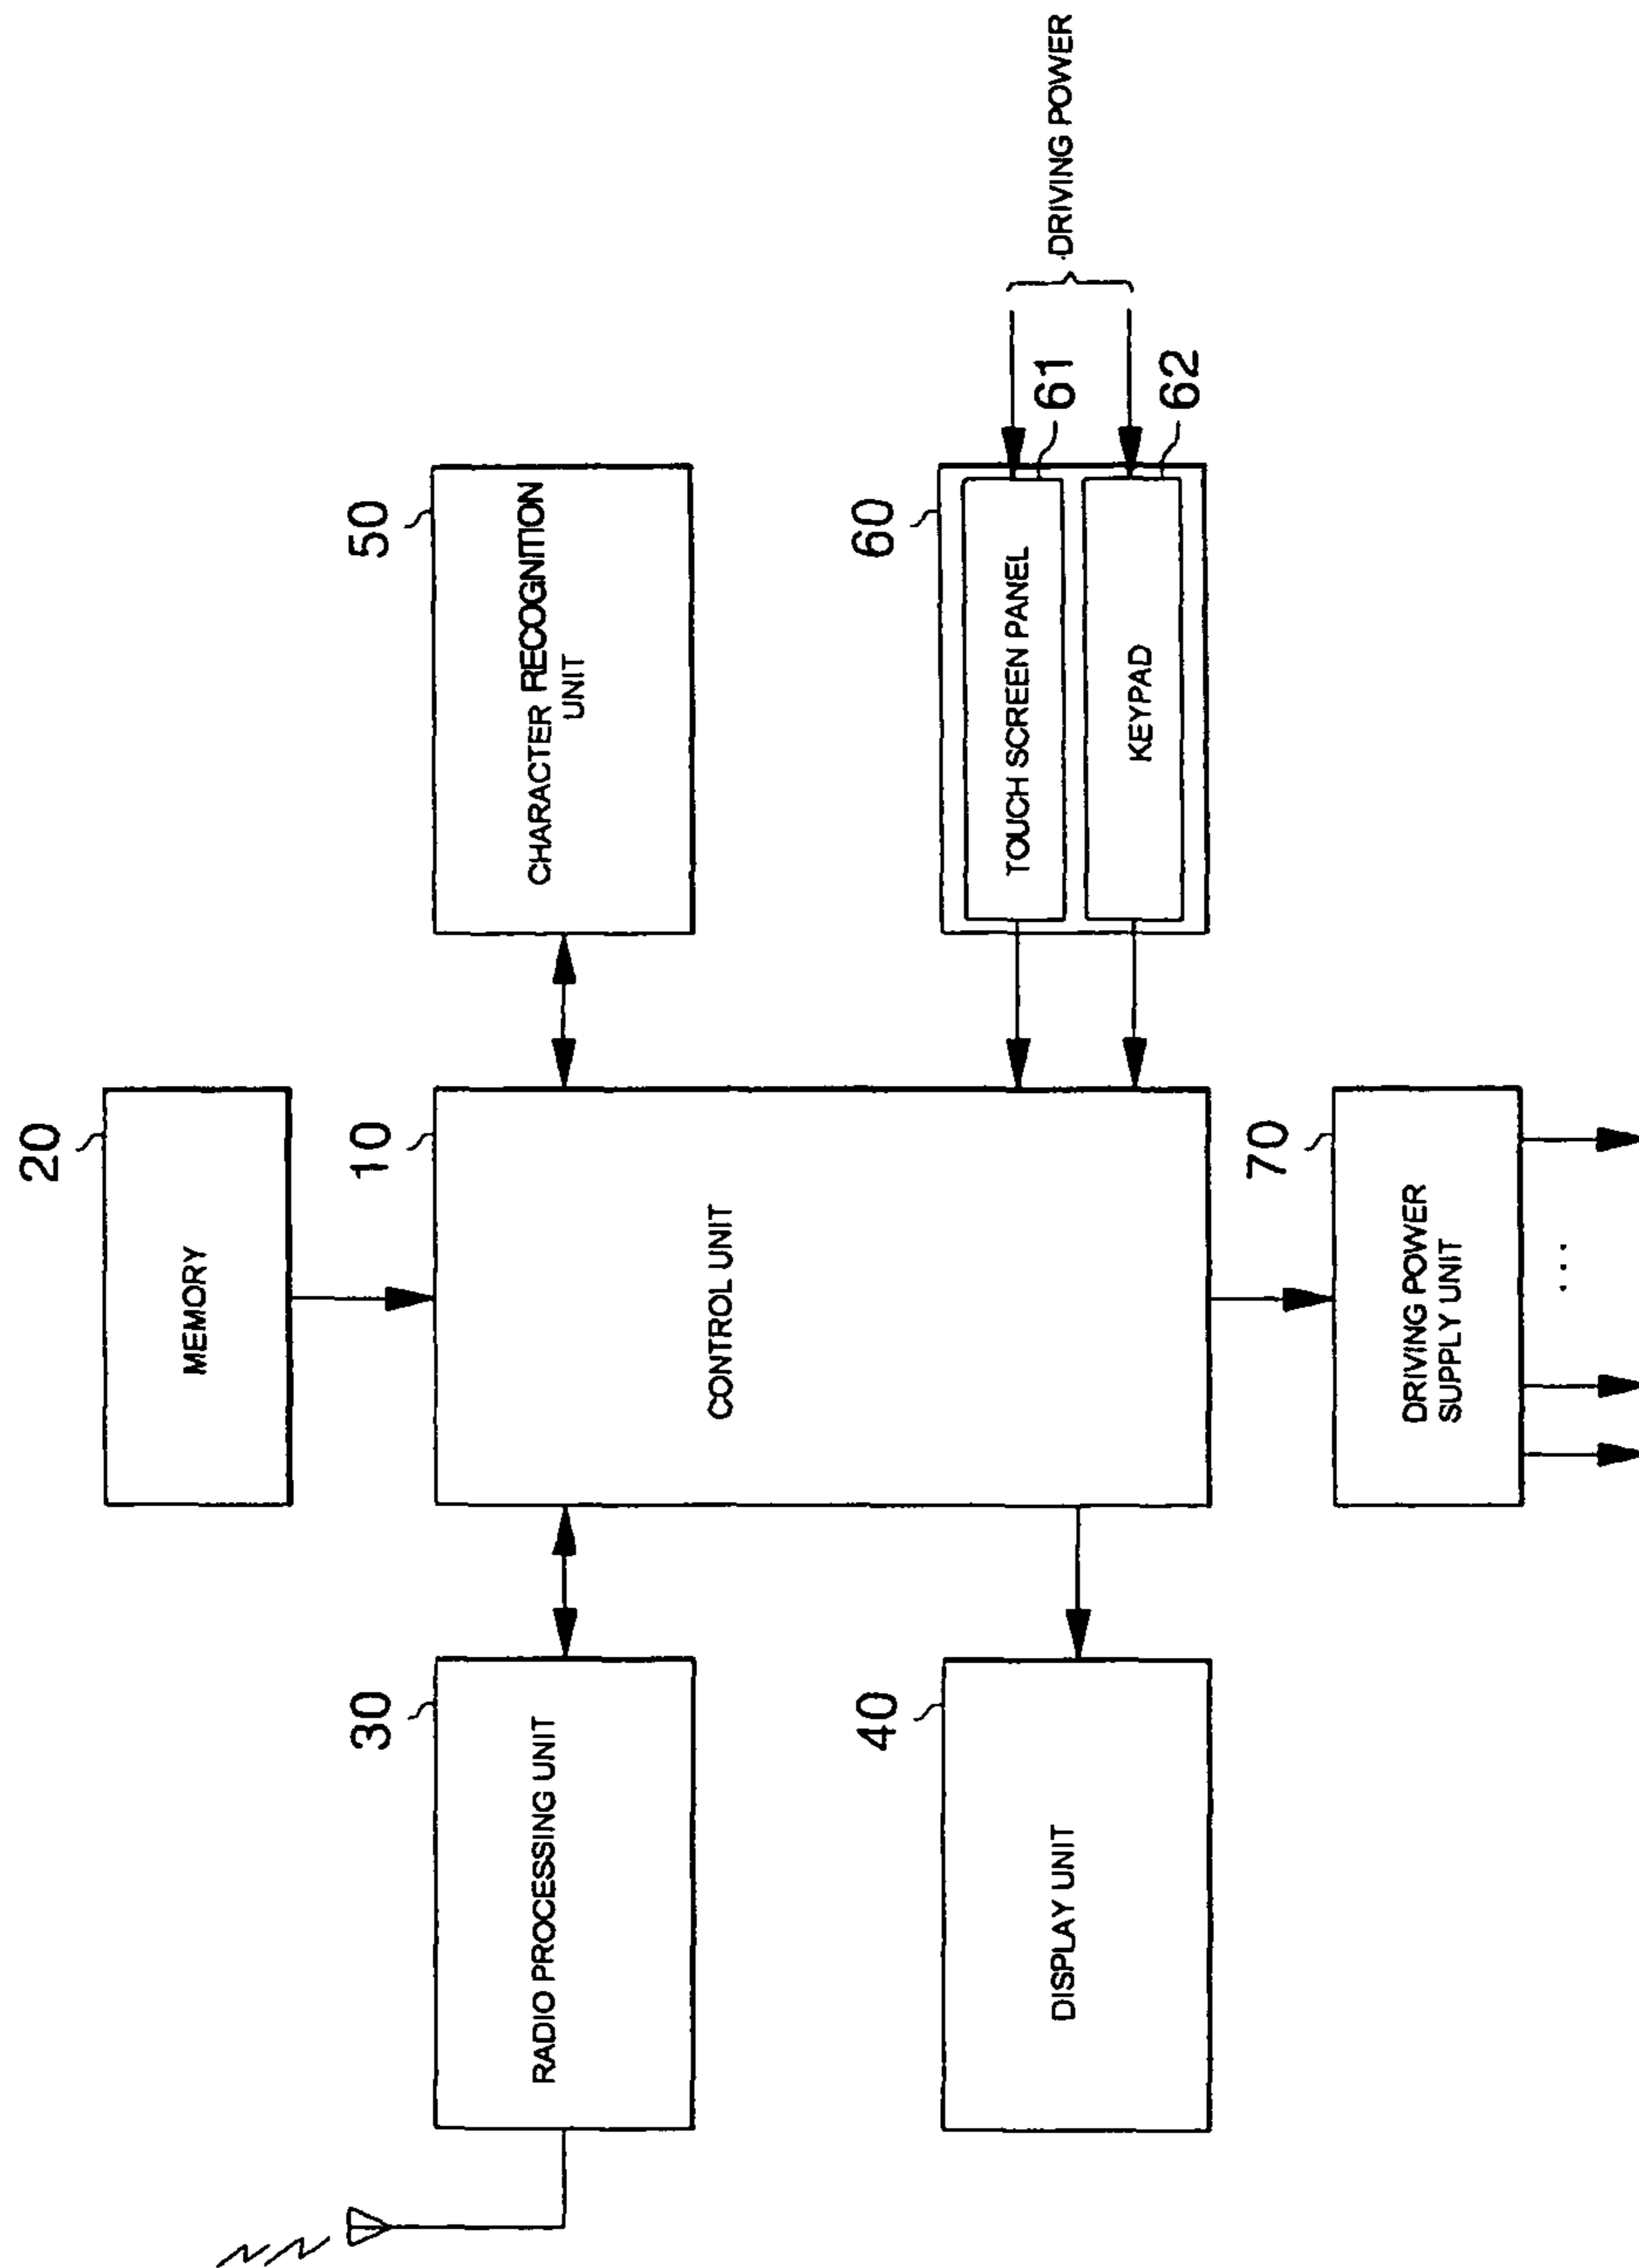 20
MEMORY
30
RADIO PROCESSING UNIT
10
CONTROL UNIT
50
CHARACTER RECOGNITION
UNIT
40
DISPLAY UNIT
60
TOUCH SCREEN PANEL
61
KEYPAD
62
DRIVING POWER
70
DRIVING POWER
SUPPLY UNIT
...